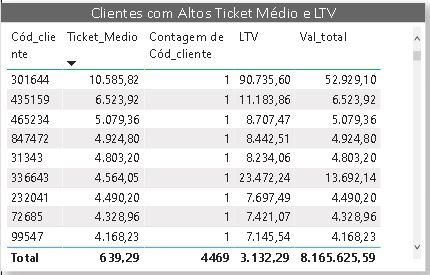 Clientes com Altos Ticket Médio e LTV
Cód_clie Ticket_Medio Contagem de LTV Val_total
nte Cód_cliente
301644 10.585,82 1 90.735,60 52.929,10
435159 6.523,92 1 11.183,86 6.523,92
465234 5.079,36 1 8.707,47 5.079,36
847472 4.924,80 1 8.442,51 4.924,80
31343 4.803,20 1 8.234,06 4.803,20
336643 4.564,05 1 23.472,24 13.692,14
232041 4.490,20 1 7.697,49 4.490,20
72685 4.328,96 1 7.421,07 4.328,96
99547 4.168,23 1 7.145,54 4.168,23
Total 639,29 4469 3.132,29 8.165.625,59